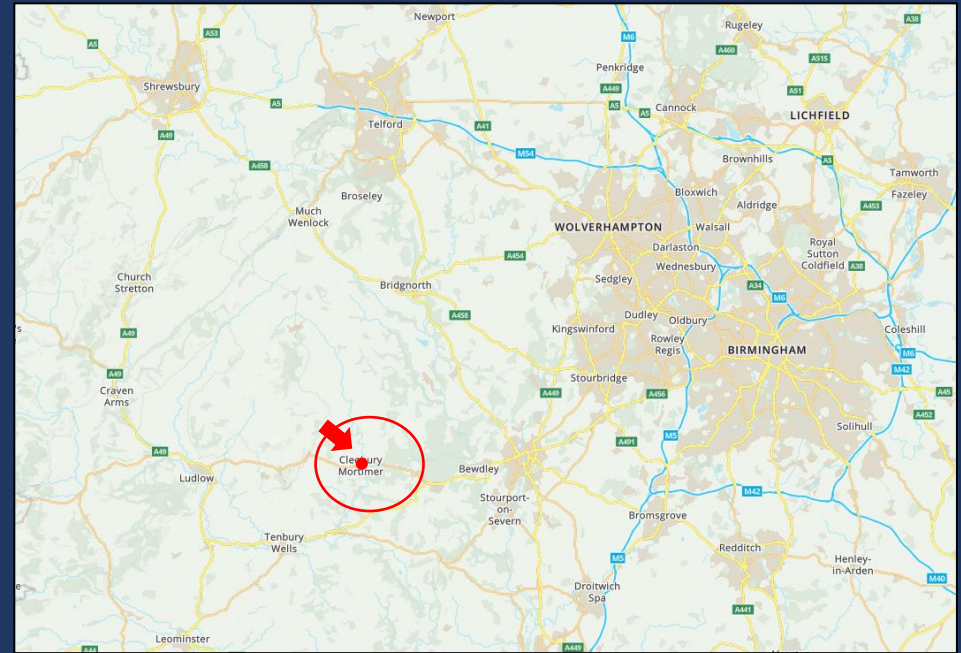 Newport
Rugeley
A38
A53
A5
M6
A460
A515
Penkridge
Shrewsbury
A449
A51
A5
A5
A5
Cannock
LICHFIELD
Telford
A41
A49
M54
Brownhills
A5
A458
Tamworth
Bloxwich
Fazeley
Broseley
Aldridge
A453
Much
Wenlock
WOLVERHAMPTON
Walsall
Darlaston
Royal
Sutton
Coldfield
A38
A454
Wednesbury
Church
Stretton
Sedgley
A34
Bridgnorth
M6
A458
Dudley
Oldbury
Kingswinford
Coleshill
A49
Rowley
Regis
BIRMINGHAM
M6
M42
A49
Stourbridge
Craven
Arms
A449
A456
A45
A452
Solihull
A491
M5
A49
Cleobury
Mortimer
Bewdley
Ludlow
M42
Stourport-
on-
Severn
Bromsgrove
Tenbury
Wells
Redditch
Henley-
in-Arden
M5
M40
Droitwich
Spa
A441
Leominster
A449
A44